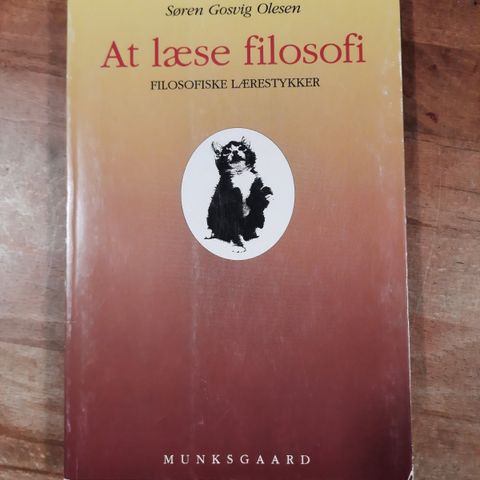 Søren Gosvig Olesen
At læse filosofi
FILOSOFISKE LÆRESTYKKER
MUNKSGAARD